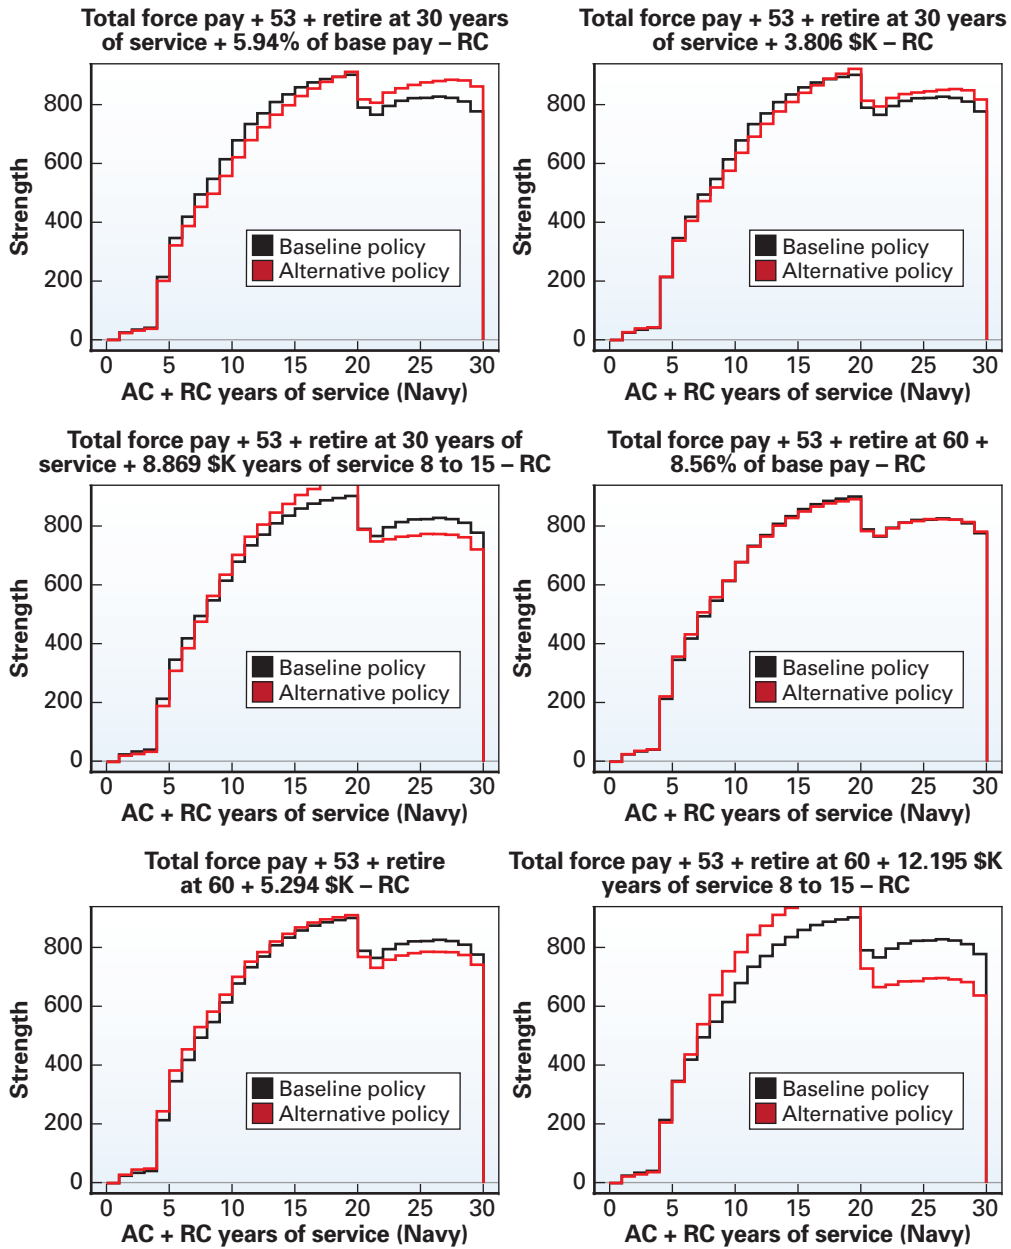 Total force pay + 53 + retire at 30 years
of service + 5.94% of base pay – RC
Strength
800
600
400
200
0
Baseline policy
Alternative policy
0 5 10 15 20 25 30
AC + RC years of service (Navy)
Total force pay + 53 + retire at 30 years
of service + 3.806 $K – RC
Strength
800
600
400
200
0
Baseline policy
Alternative policy
0 5 10 15 20 25 30
AC + RC years of service (Navy)
Total force pay + 53 + retire at 30 years of
service + 8.869 $K years of service 8 to 15 – RC
Strength
800
600
400
200
0
Baseline policy
Alternative policy
0 5 10 15 20 25 30
AC + RC years of service (Navy)
Total force pay + 53 + retire at 60 +
8.56% of base pay – RC
Strength
800
600
400
200
0
Baseline policy
Alternative policy
0 5 10 15 20 25 30
AC + RC years of service (Navy)
Total force pay + 53 + retire
at 60 + 5.294 $K – RC
Strength
800
600
400
200
0
Baseline policy
Alternative policy
0 5 10 15 20 25 30
AC + RC years of service (Navy)
Total force pay + 53 + retire at 60 + 12.195 $K
years of service 8 to 15 – RC
Strength
800
600
400
200
0
Baseline policy
Alternative policy
0 5 10 15 20 25 30
AC + RC years of service (Navy)